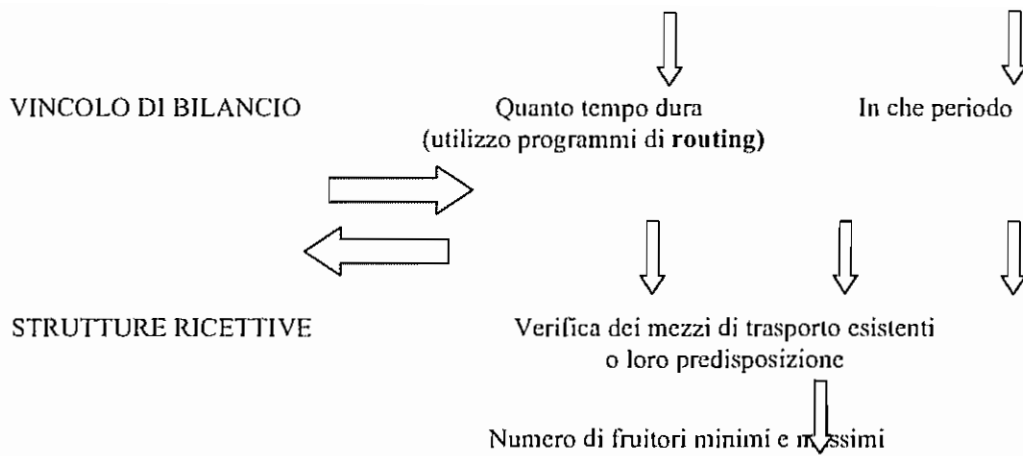 VINCOLO DI BILANCIO
Quanto tempo dura
(utilizzo programmi di routing)
In che periodo
STRUTTURE RICETTIVE
Verifica dei mezzi di trasporto esistenti
o loro predisposizione
Numero di fruitori minimi e